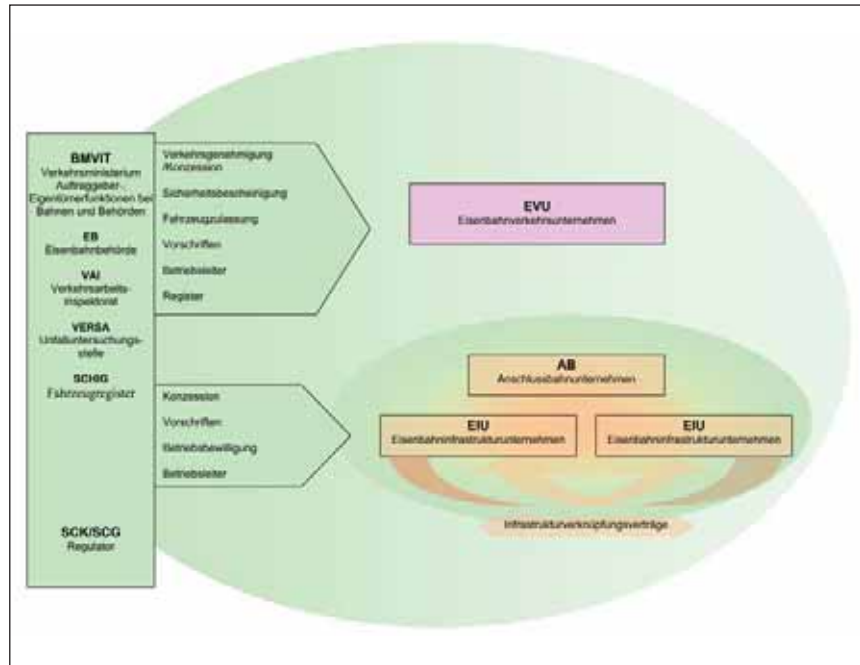 BMVIT
Verkehrsministerium
Auftraggeber-,
Eigentümerfunktionen bei
Bahnen und Behörden
EB
Eisenbahnbehörde
VAI
Verkehrsarbeits-
inspektorat
VERSA
Unfalluntersuchungs-
stelle
SCHIG
Fahrzeugregister
SCK/SCG
Regulator
Verkehrsgenehmigung
/Konzession
Sicherheitsbescheinigung
Fahrzeugzulassung
Vorschriften
Betriebsleiter
Register
EVU
Eisenbahnverkehrsunternehmen
Konzession
Vorschriften
Betriebsbewilligung
Betriebsleiter
AB
Anschlussbahnunternehmen
EIU
Eisenbahninfrastrukturunternehmen
EIU
Eisenbahninfrastrukturunternehmen
Infrastrukturverknüpfungsverträge